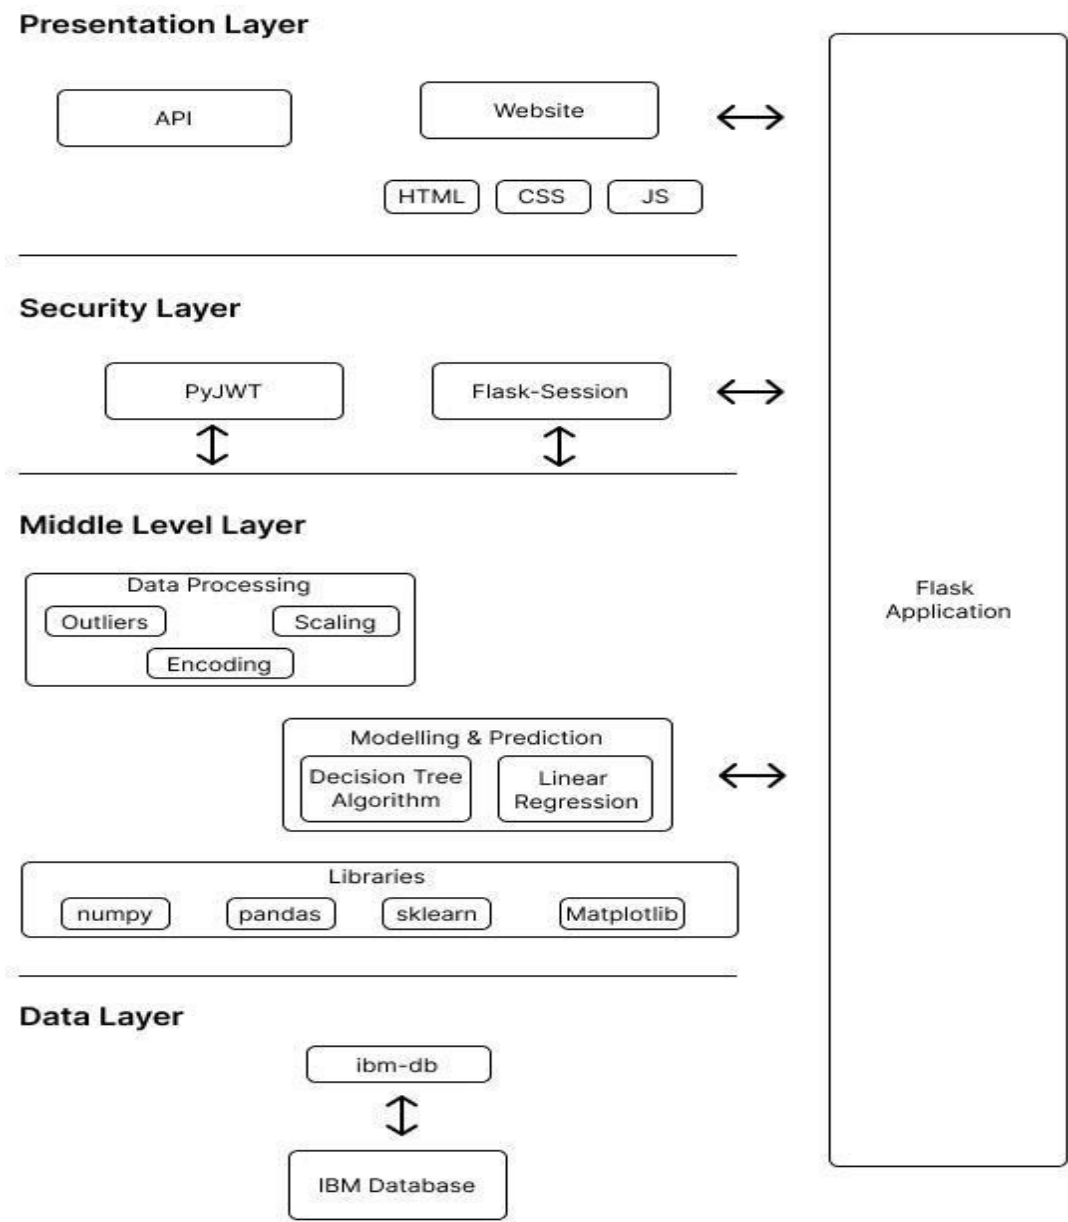 Presentation Layer
API
Website
HTML
CSS
JS
Security Layer
PyJWT
Flask-Session
Middle Level Layer
Data Processing
Outliers
Scaling
Encoding
Modelling & Prediction
Decision Tree
Algorithm
Linear
Regression
Libraries
numpy
pandas
sklearn
Matplotlib
Data Layer
ibm-db
IBM Database
Flask
Application